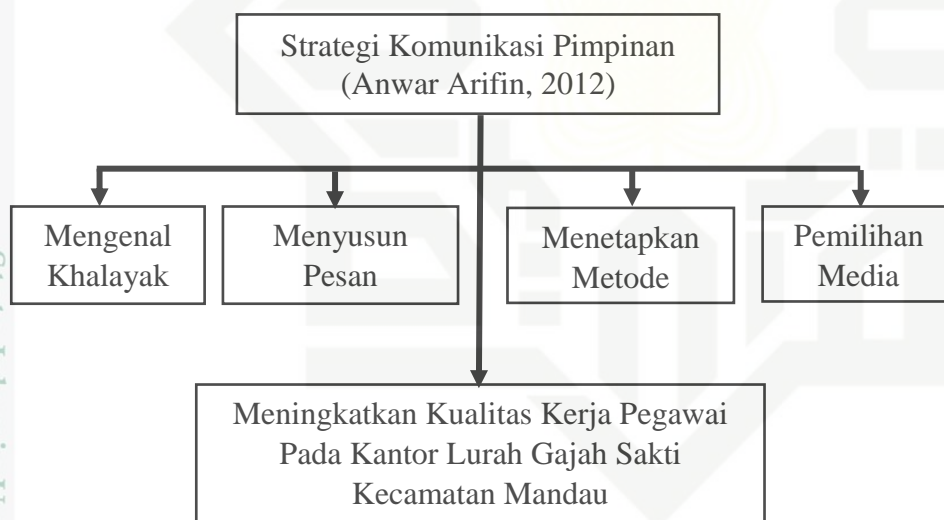 Strategi Komunikasi Pimpinan
(Anwar Arifin, 2012)
Mengenal
Khalayak
Menyusun
Pesan
Menetapkan
Metode
Pemilihan
Media
Meningkatkan Kualitas Kerja Pegawai
Pada Kantor Lurah Gajah Sakti
Kecamatan Mandau